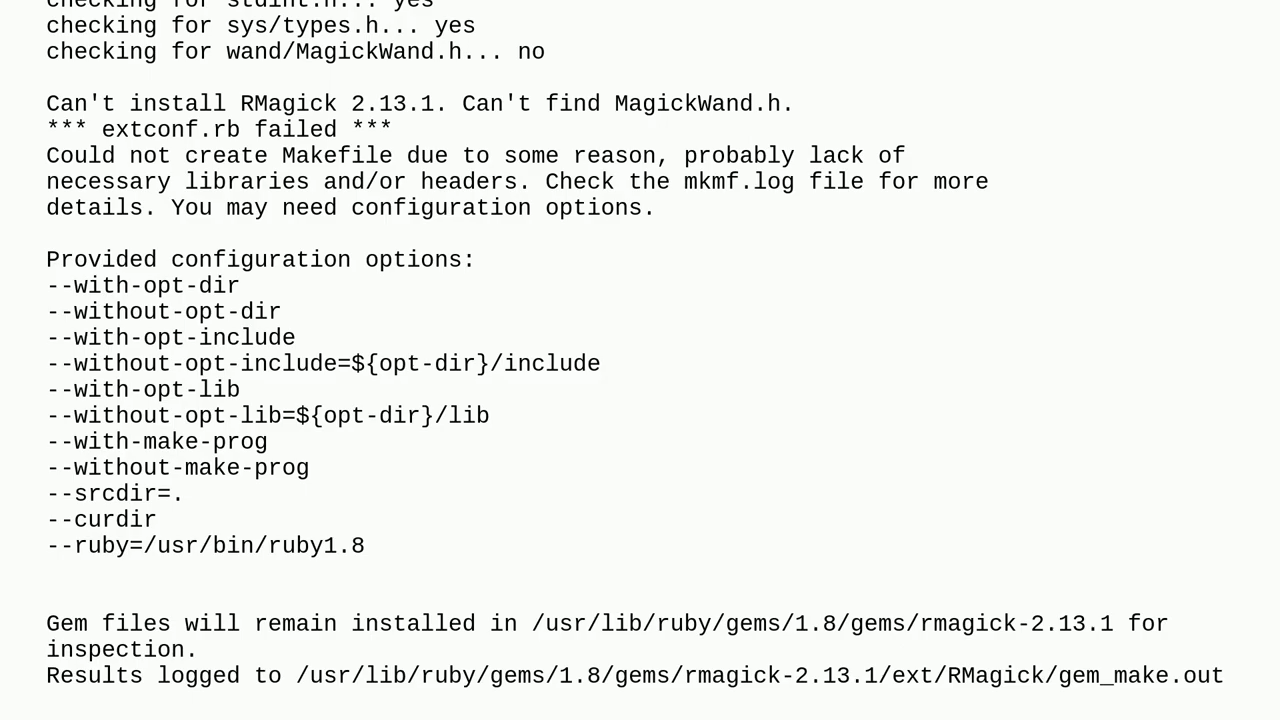 checking for stdint.h... yes
checking for sys/types.h... yes
checking for wand/MagickWand.h... no
Can't install RMagick 2.13.1. Can't find MagickWand.h.
*** extconf.rb failed ***
Could not create Makefile due to some reason, probably lack of
necessary libraries and/or headers. Check the mkmf.log file for more
details. You may need configuration options.
Provided configuration options:
--with-opt-dir
--without-opt-dir
--with-opt-include
--without-opt-include=${opt-dir}/include
--with-opt-lib
--without-opt-lib=${opt-dir}/lib
--with-make-prog
--without-make-prog
--srcdir=.
--curdir
--ruby=/usr/bin/ruby1.8
Gem files will remain installed in /usr/lib/ruby/gems/1.8/gems/rmagick-2.13.1 for
inspection.
Results logged to /usr/lib/ruby/gems/1.8/gems/rmagick-2.13.1/ext/RMagick/gem_make.out